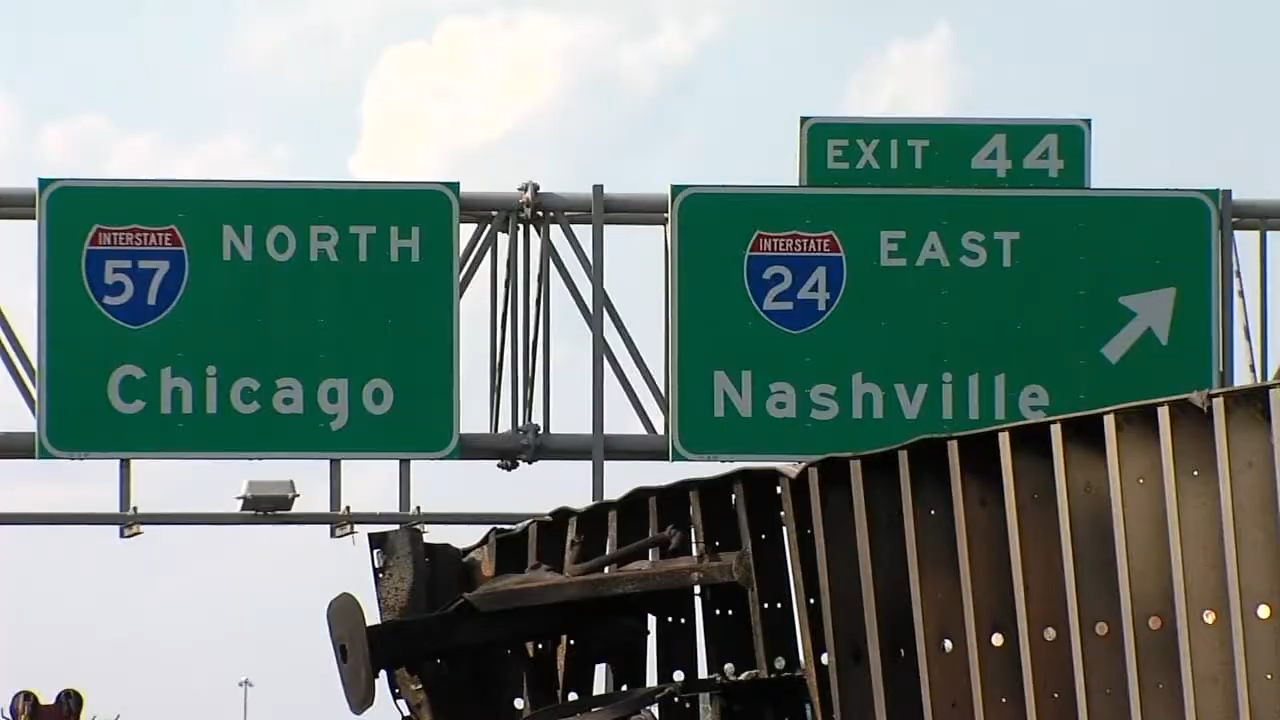 INTERSTATE
57
NORTH
Chicago
EXIT 44
INTERSTATE
24
EAST
Nashville